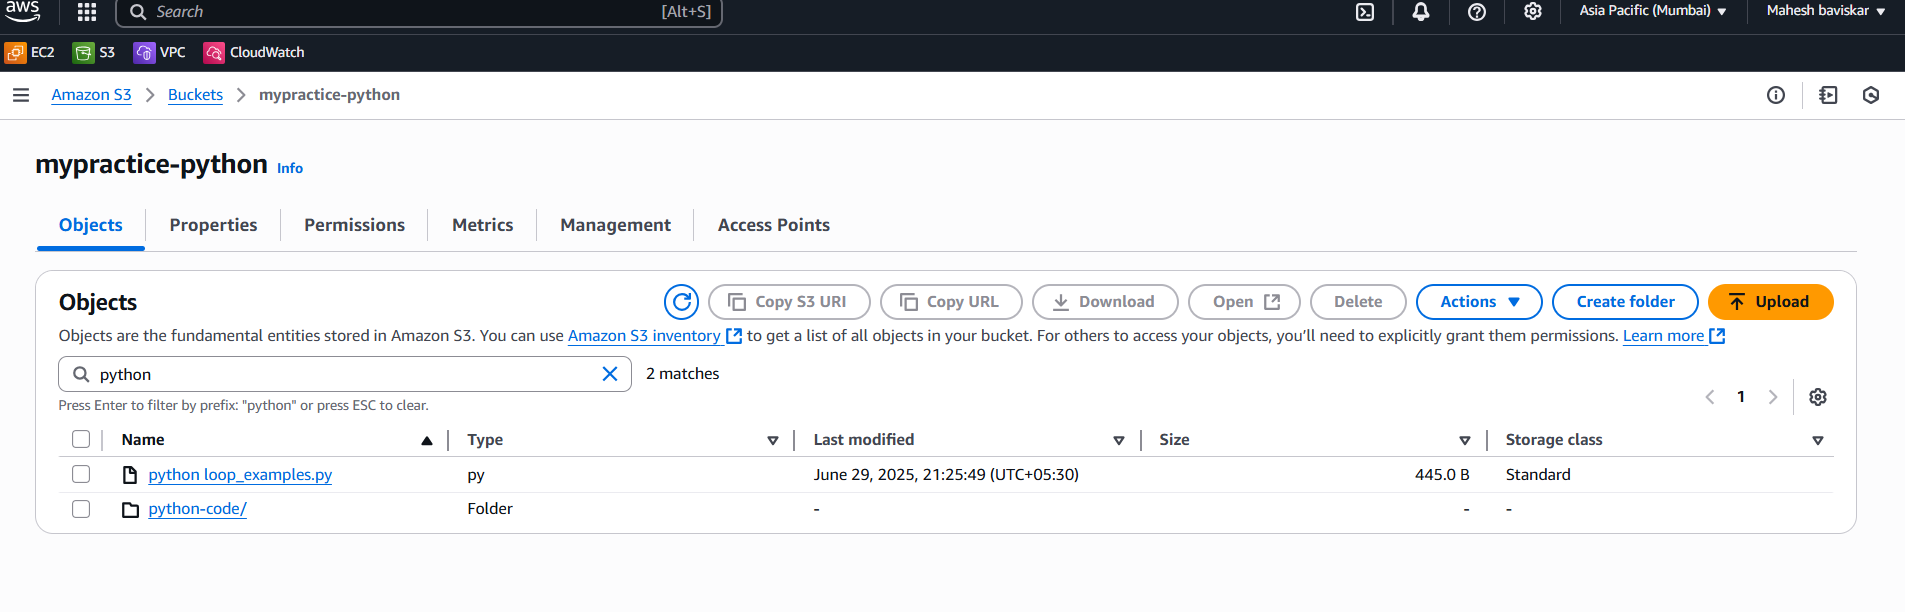 aws Search [Alt+S] Asia Pacific (Mumbai) Mahesh baviskar
EC2 S3 VPC CloudWatch
Amazon S3 Buckets mypractice-python
mypractice-python Info
Objects Properties Permissions Metrics Management Access Points
Objects Copy S3 URI Copy URL Download Open Delete Actions Create folder Upload
Objects are the fundamental entities stored in Amazon S3. You can use Amazon S3 inventory to get a list of all objects in your bucket. For others to access your objects, you’ll need to explicitly grant them permissions. Learn more
python 2 matches
Press Enter to filter by prefix: "python" or press ESC to clear.
1
Name Type Last modified Size Storage class
python loop_examples.py py June 29, 2025, 21:25:49 (UTC+05:30) 445.0 B Standard
python-code/ Folder - - -